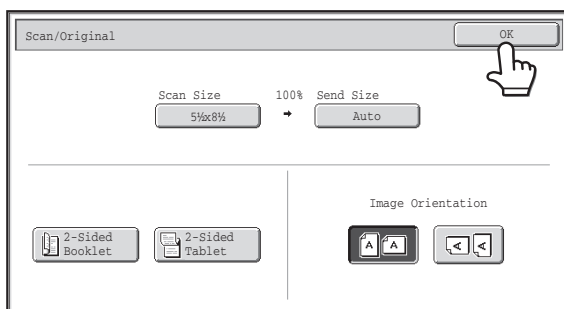 Scan/Original
OK
Scan Size 100% Send Size
5½x8½ Auto
Image Orientation
2-Sided
Booklet
2-Sided
Tablet
A A A A